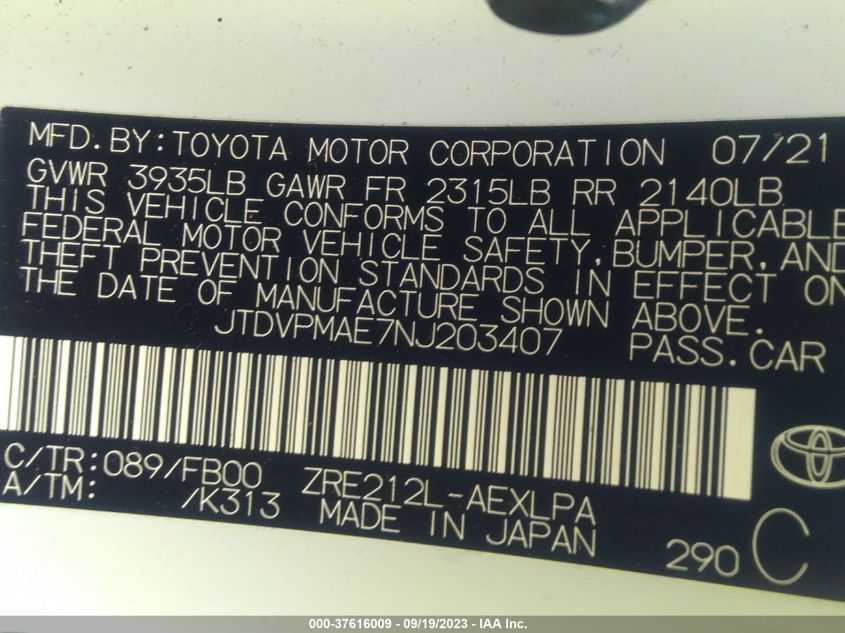 MFD. BY: TOYOTA MOTOR CORPORATION 07/21
GVWR 3935LB GAWR FR 2315LB RR 2140LB
THIS VEHICLE CONFORMS TO ALL APPLICABLE
FEDERAL MOTOR VEHICLE SAFETY, BUMPER, AND
THEFT PREVENTION STANDARDS IN EFFECT ON
THE DATE OF MANUFACTURE SHOWN ABOVE.
JTDVPMAE7NJ203407 PASS. CAR
C/TR: 089/FB00 ZRE212L-AEXLPA
A/TM: /K313 MADE IN JAPAN
290 C
000-37616009 - 09/19/2023 - IAA Inc.